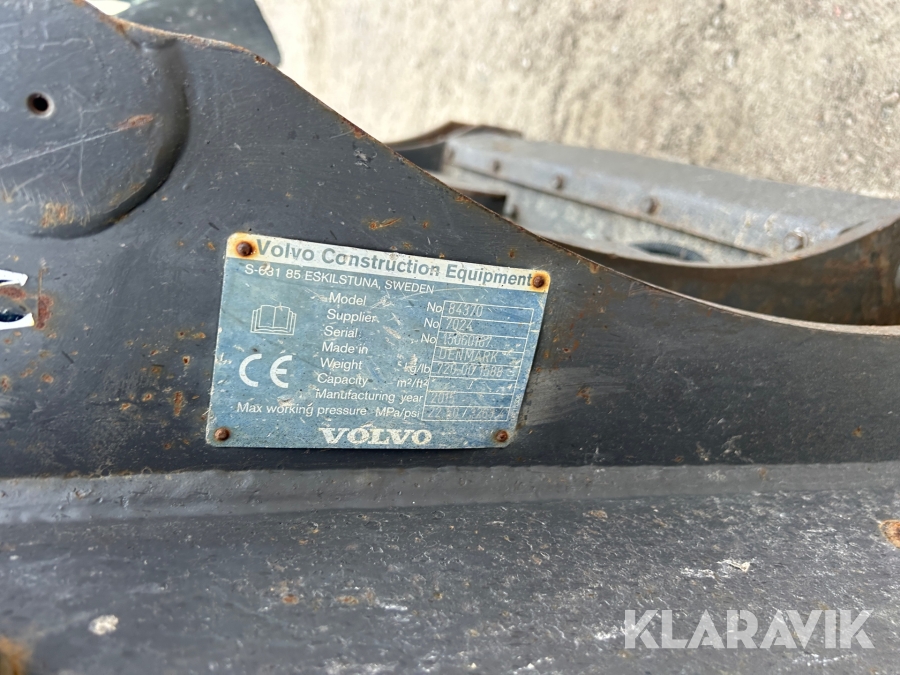 Volvo Construction Equipment
S-631 85 ESKILSTUNA, SWEDEN
Model No 84370
Supplier No 7024
Serial No
Made in DENMARK
Weight kg/lb
Capacity m³/ft³ /
Manufacturing year 2015
Max working pressure MPa/psi
CE
VOLVO
KLARAVIK